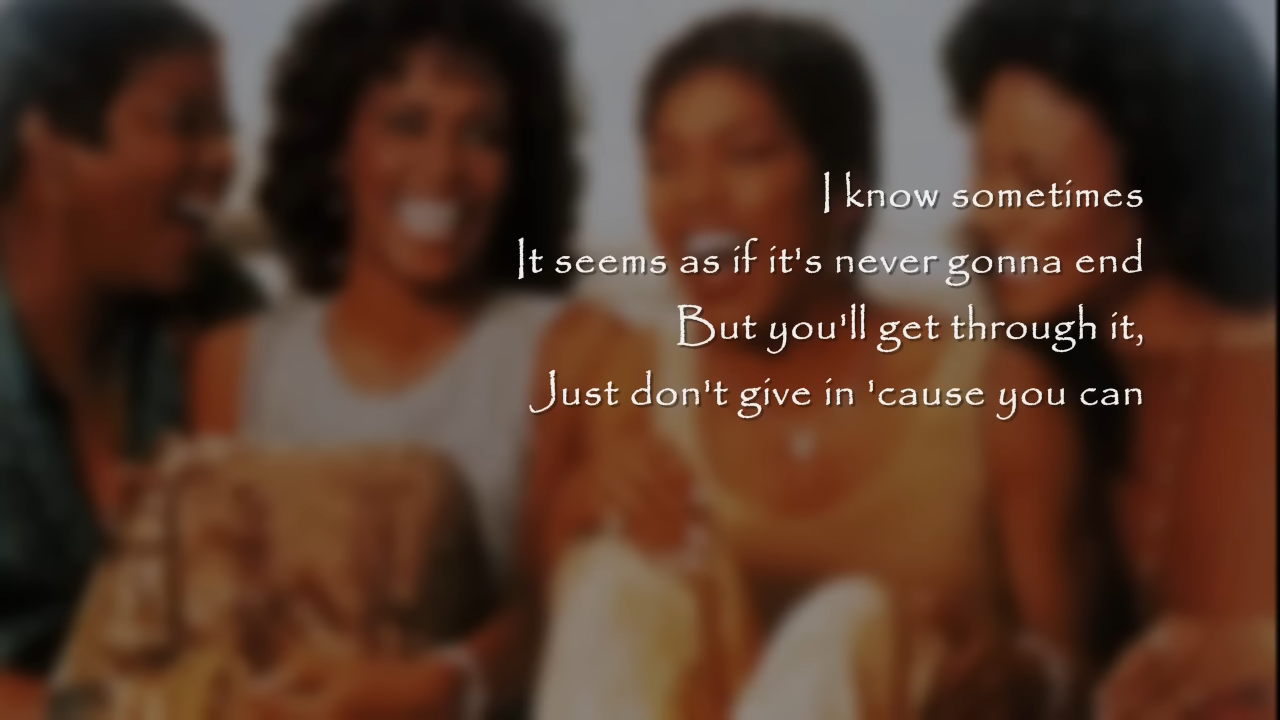 I know sometimes
It seems as if it's never gonna end
But you'll get through it,
Just don't give in 'cause you can